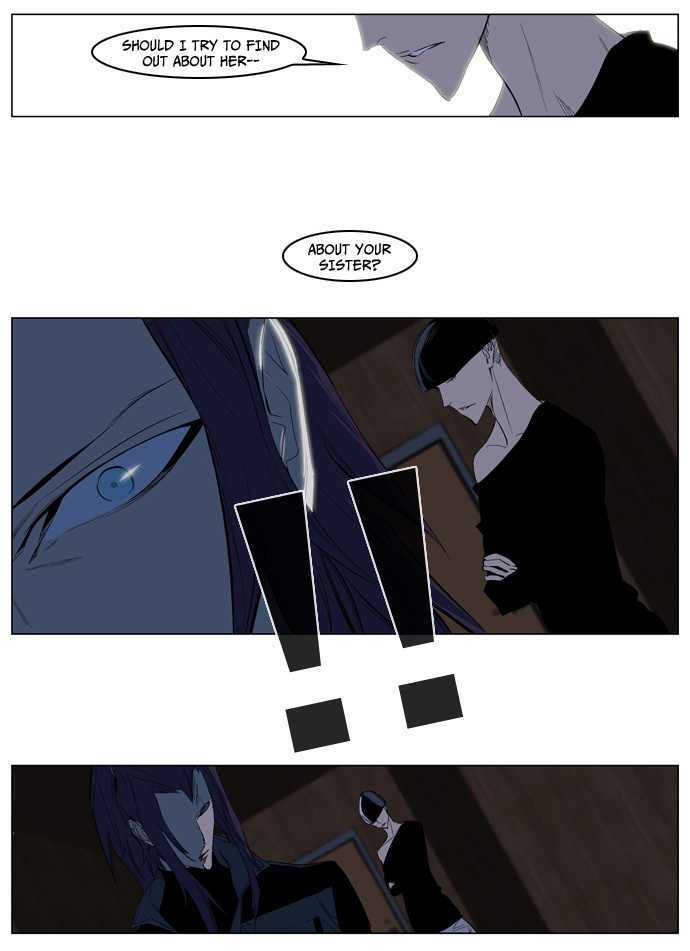 SHOULD I TRY TO FIND
OUT ABOUT HER--
ABOUT YOUR
SISTER?
!!